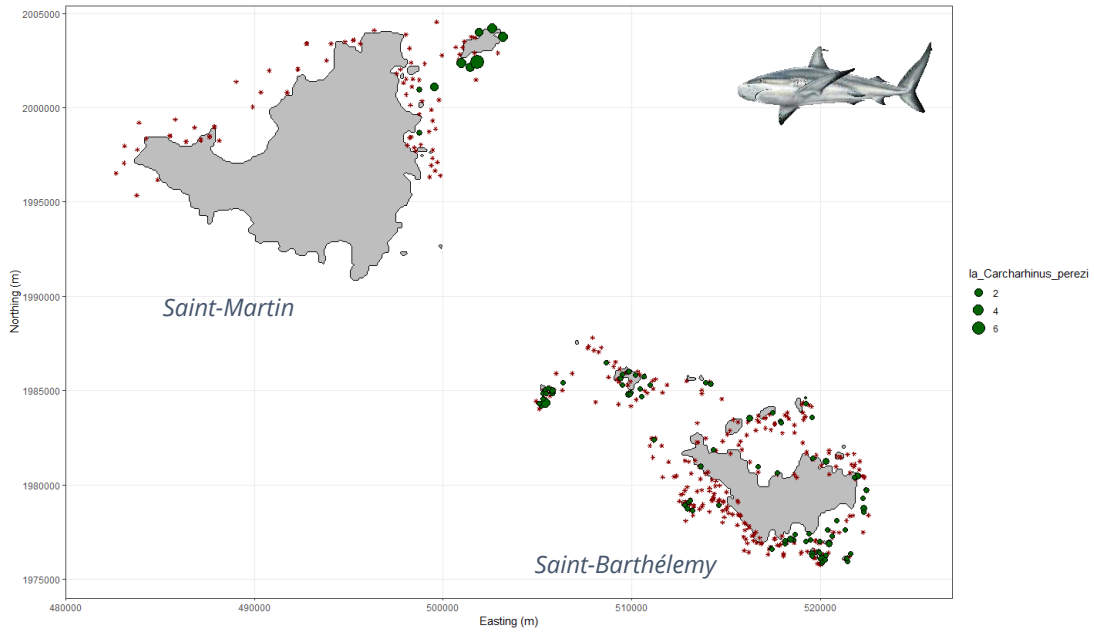 2005000
2000000
1995000
1990000
1985000
1980000
1975000
Northing (m)
Saint-Martin
Saint-Barthélemy
480000 490000 500000 510000 520000
Easting (m)
la_Carcharhinus_perezi
2
4
6